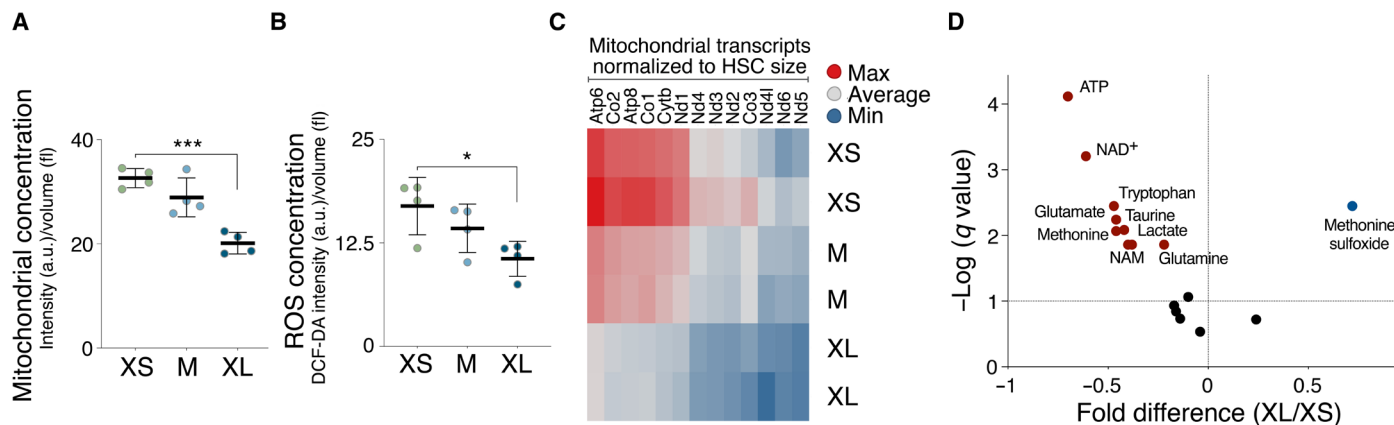 A
Mitochondrial concentration
Intensity (a.u.)/volume (fl)
40
20
0
***
XS M XL
B
ROS concentration
DCF-DA intensity (a.u.)/volume (fl)
25
12.5
0
*
XS M XL
C
Mitochondrial transcripts
normalized to HSC size
Atp6
Co2
Atp8
Co1
Cytb
Nd1
Nd4
Nd3
Nd2
Co3
Nd4l
Nd6
Nd5
Max
Average
Min
XS
XS
M
M
XL
XL
D
–Log (q value)
4
3
2
1
0
ATP
NAD+
Tryptophan
Glutamate
Taurine
Methonine
Lactate
NAM
Glutamine
Methonine
sulfoxide
−1 −0.5 0 0.5
Fold difference (XL/XS)